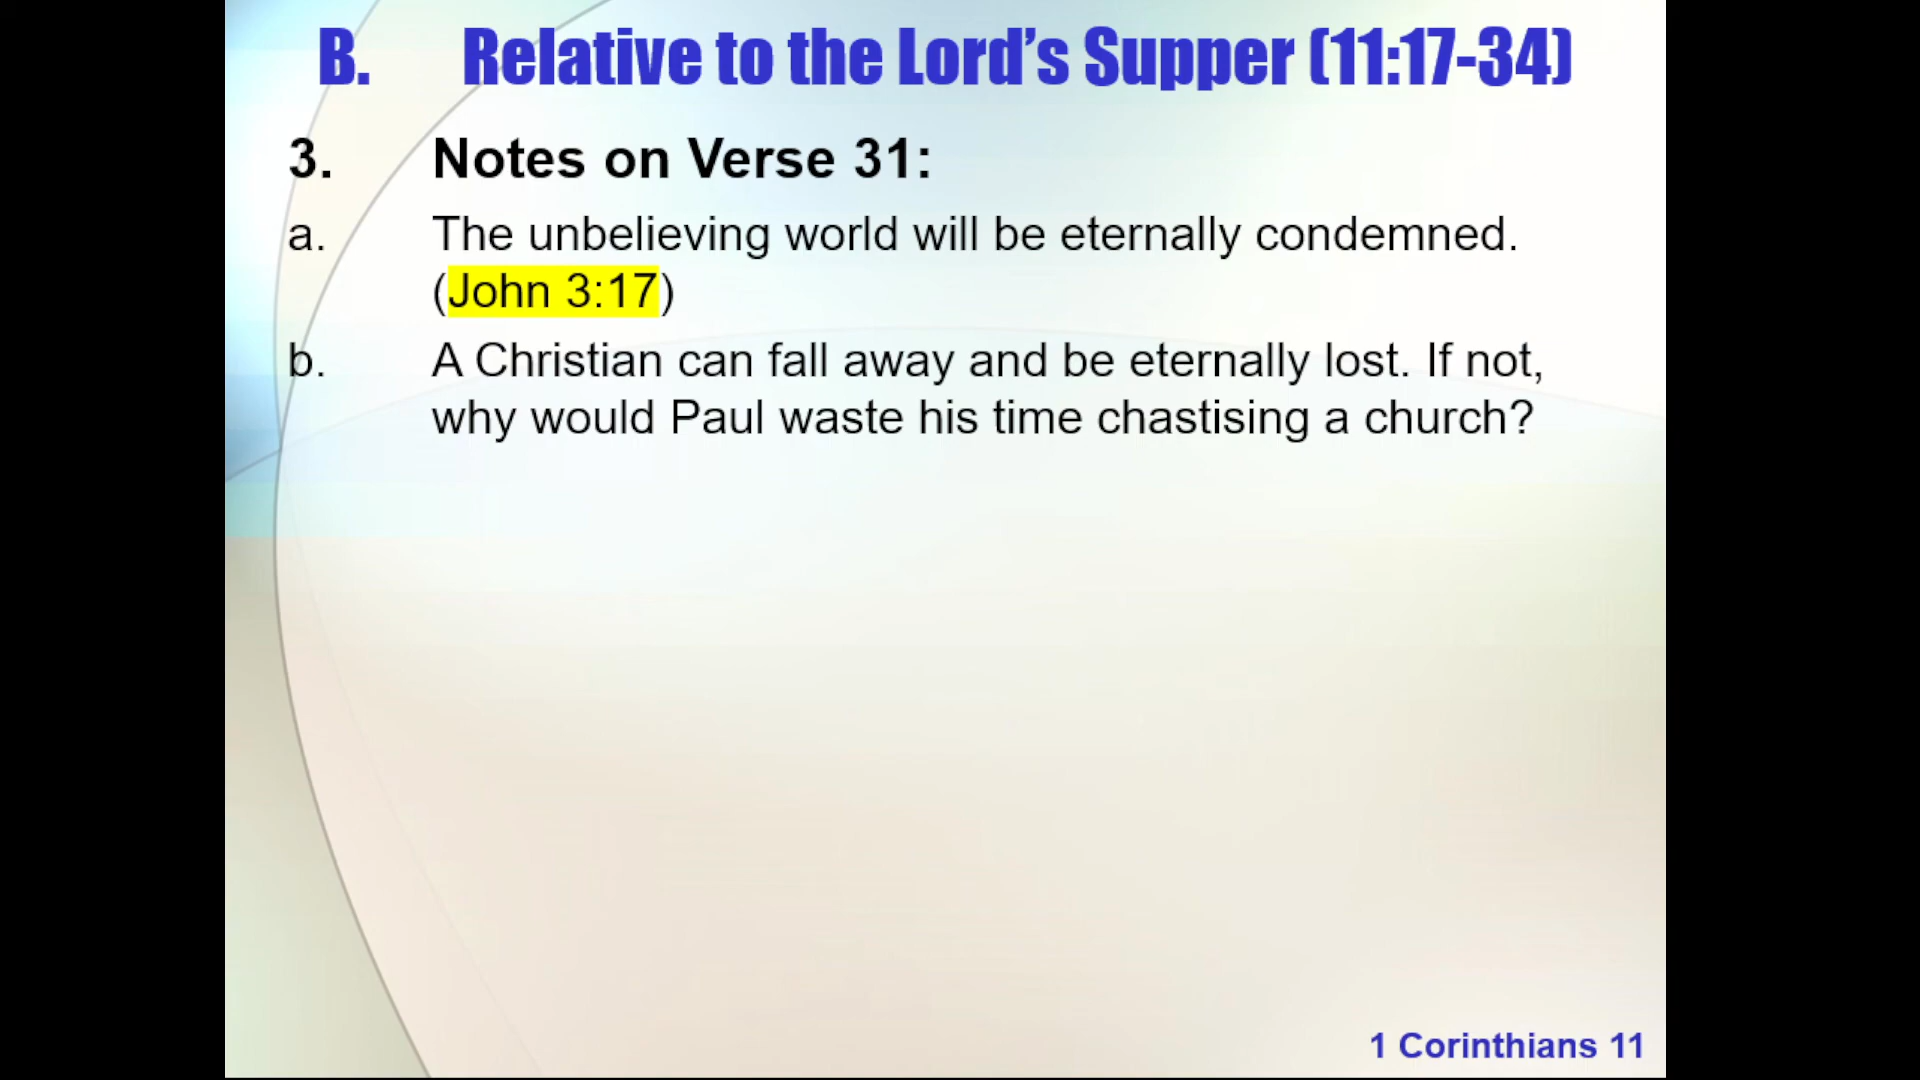 B. Relative to the Lord’s Supper (11:17-34)
3. Notes on Verse 31:
a. The unbelieving world will be eternally condemned.
(John 3:17)
b. A Christian can fall away and be eternally lost. If not,
why would Paul waste his time chastising a church?
1 Corinthians 11